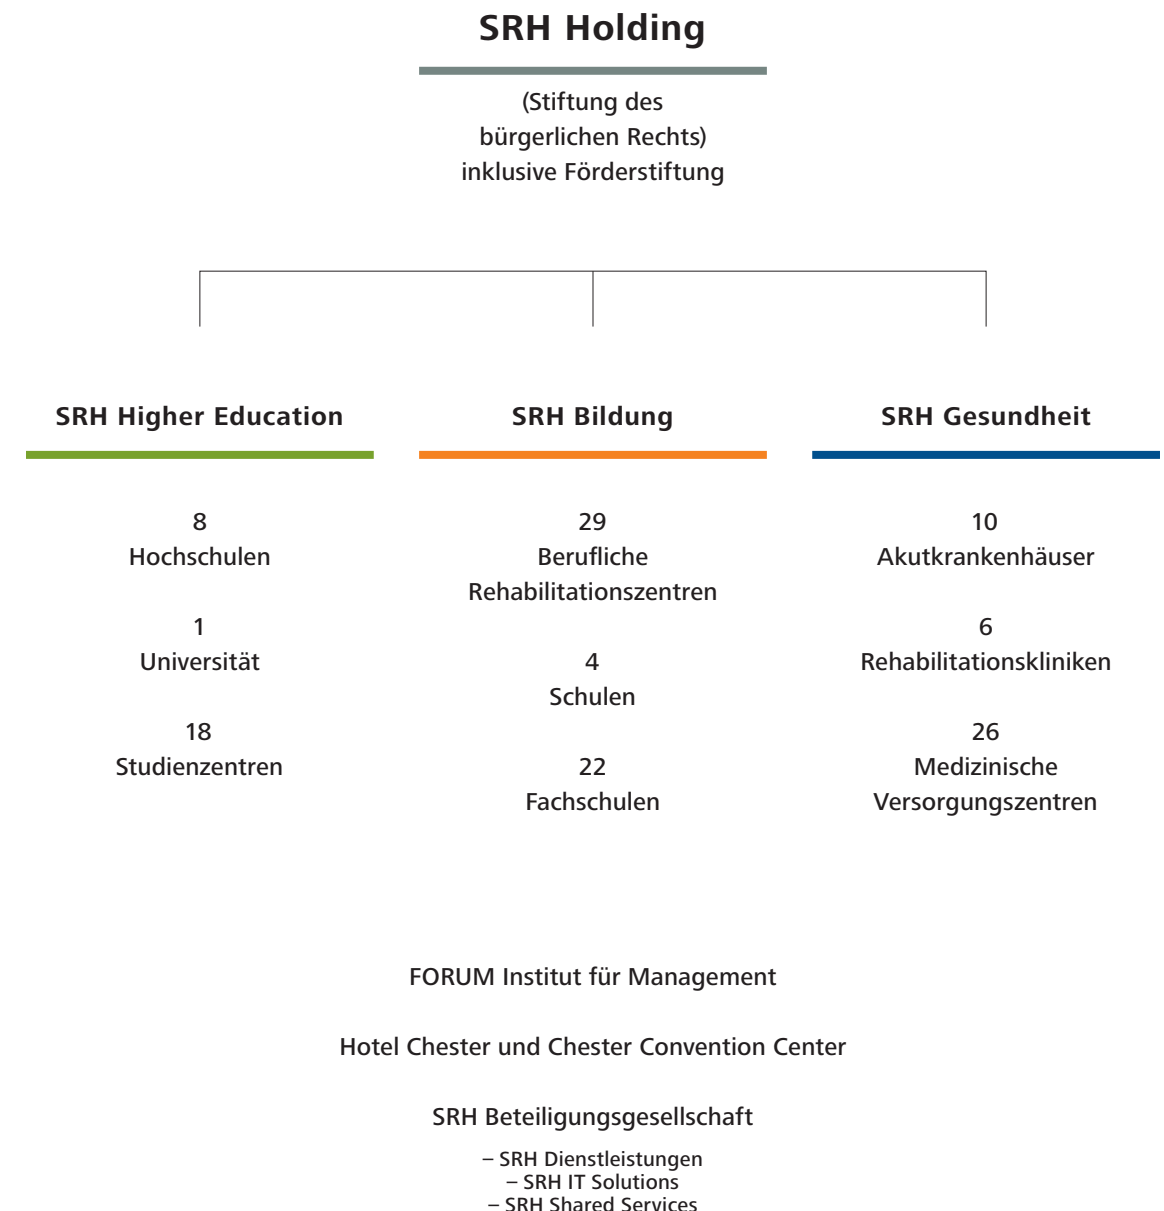 SRH Holding
(Stiftung des
bürgerlichen Rechts)
inklusive Förderstiftung
SRH Higher Education
8
Hochschulen
1
Universität
18
Studienzentren
SRH Bildung
29
Berufliche
Rehabilitationszentren
4
Schulen
22
Fachschulen
SRH Gesundheit
10
Akutkrankenhäuser
6
Rehabilitationskliniken
26
Medizinische
Versorgungszentren
FORUM Institut für Management
Hotel Chester und Chester Convention Center
SRH Beteiligungsgesellschaft
– SRH Dienstleistungen
– SRH IT Solutions
– SRH Shared Services